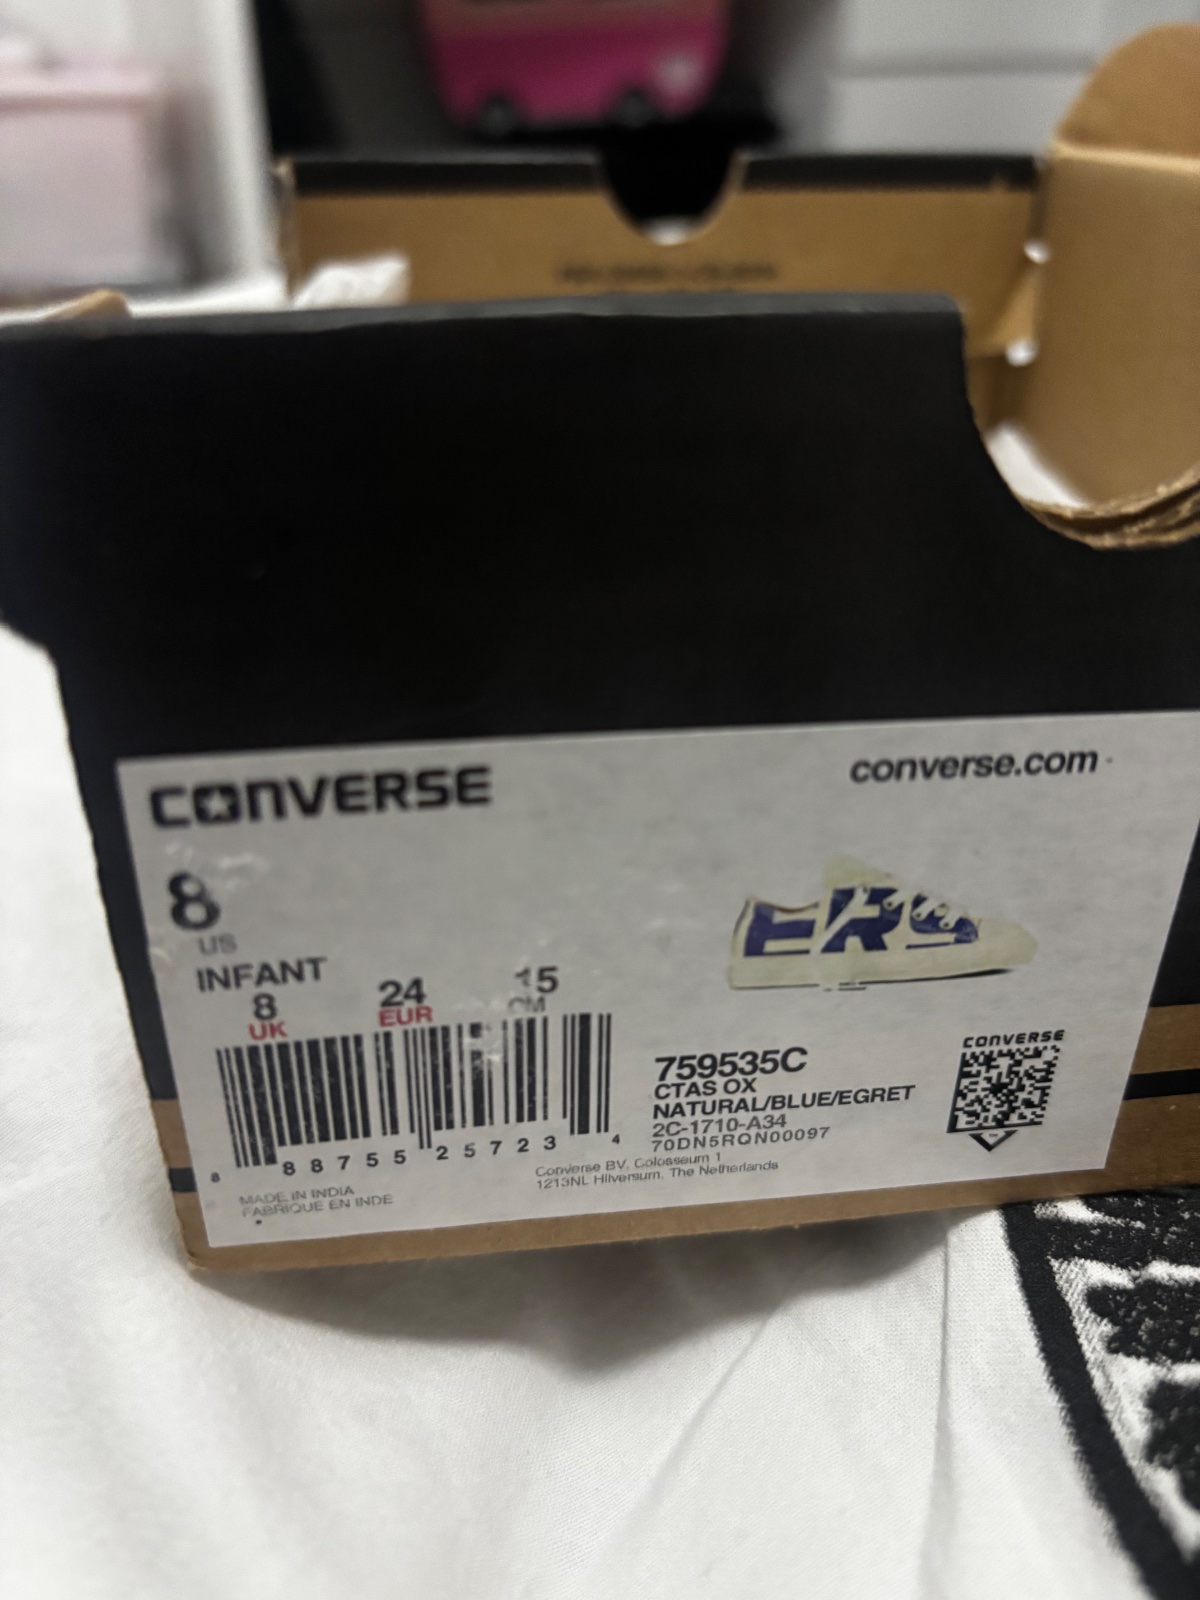 CONVERSE
converse.com
8
US
INFANT
8 24 15
UK EUR CM
ERS
759535C
CTAS OX
NATURAL/BLUE/EGRET
2C-1710-A34
70DN5RQN00097
CONVERSE
8 88755 25723 4
Converse BV, Colosseum 1
1213NL Hilversum, The Netherlands
MADE IN INDIA
FABRIQUE EN INDE